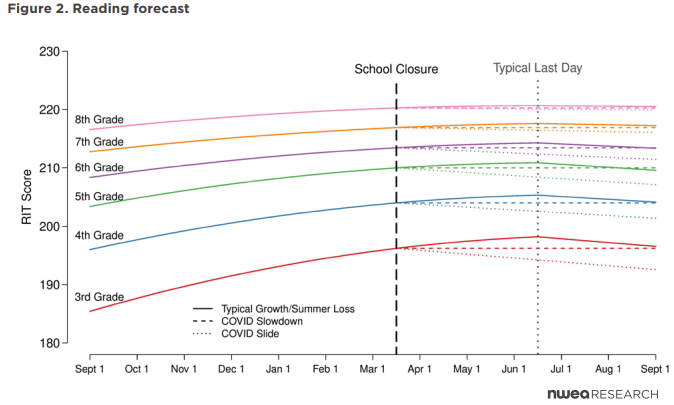 Figure 2. Reading forecast
230
220
210
200
190
180
RIT Score
School Closure
Typical Last Day
8th Grade
7th Grade
6th Grade
5th Grade
4th Grade
3rd Grade
Typical Growth/Summer Loss
COVID Slowdown
COVID Slide
Sept 1 Oct 1 Nov 1 Dec 1 Jan 1 Feb 1 Mar 1 Apr 1 May 1 Jun 1 Jul 1 Aug 1 Sept 1
nwea RESEARCH